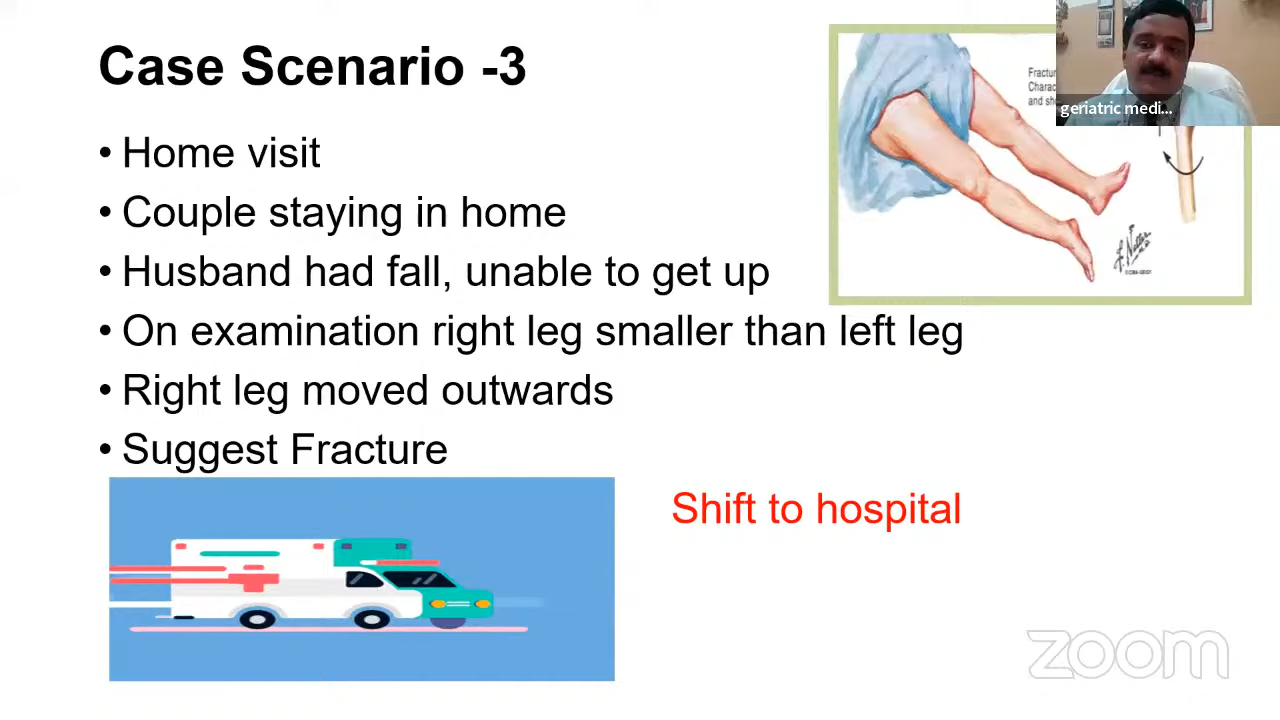 Case Scenario -3
• Home visit
• Couple staying in home
• Husband had fall, unable to get up
• On examination right leg smaller than left leg
• Right leg moved outwards
• Suggest Fracture
Shift to hospital
geriatric medi...
and
zoom